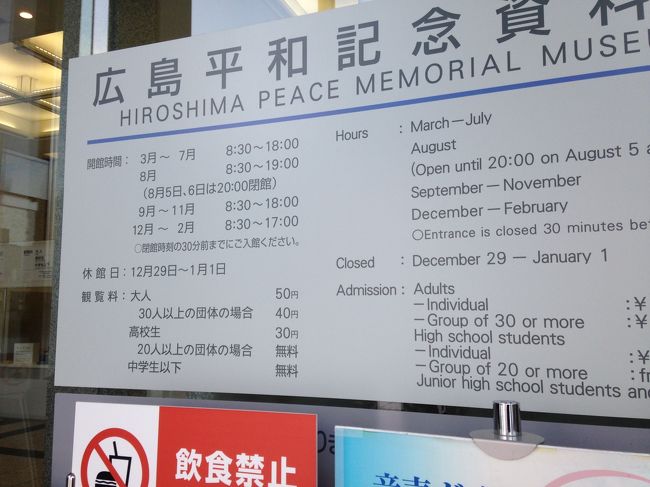 広島平和記念資料
HIROSHIMA PEACE MEMORIAL MUSE
開館時間: 3月~ 7月 8:30~18:00
8月 8:30~19:00
(8月5日、6日は20:00閉館)
9月~11月 8:30~18:00
12月~ 2月 8:30~17:00
○閉館時刻の30分前までにご入館ください。
休館日:12月29日~1月1日
観覧料:大人 50円
30人以上の団体の場合 40円
高校生 30円
20人以上の団体の場合 無料
中学生以下 無料
Hours : March-July
August
(Open until 20:00 on August 5 a
September-November
December-February
○Entrance is closed 30 minutes be
Closed : December 29 - January 1
Admission: Adults
-Individual :¥
-Group of 30 or more :¥
High school students
-Individual :¥
-Group of 20 or more :f
Junior high school students an
飲食禁止